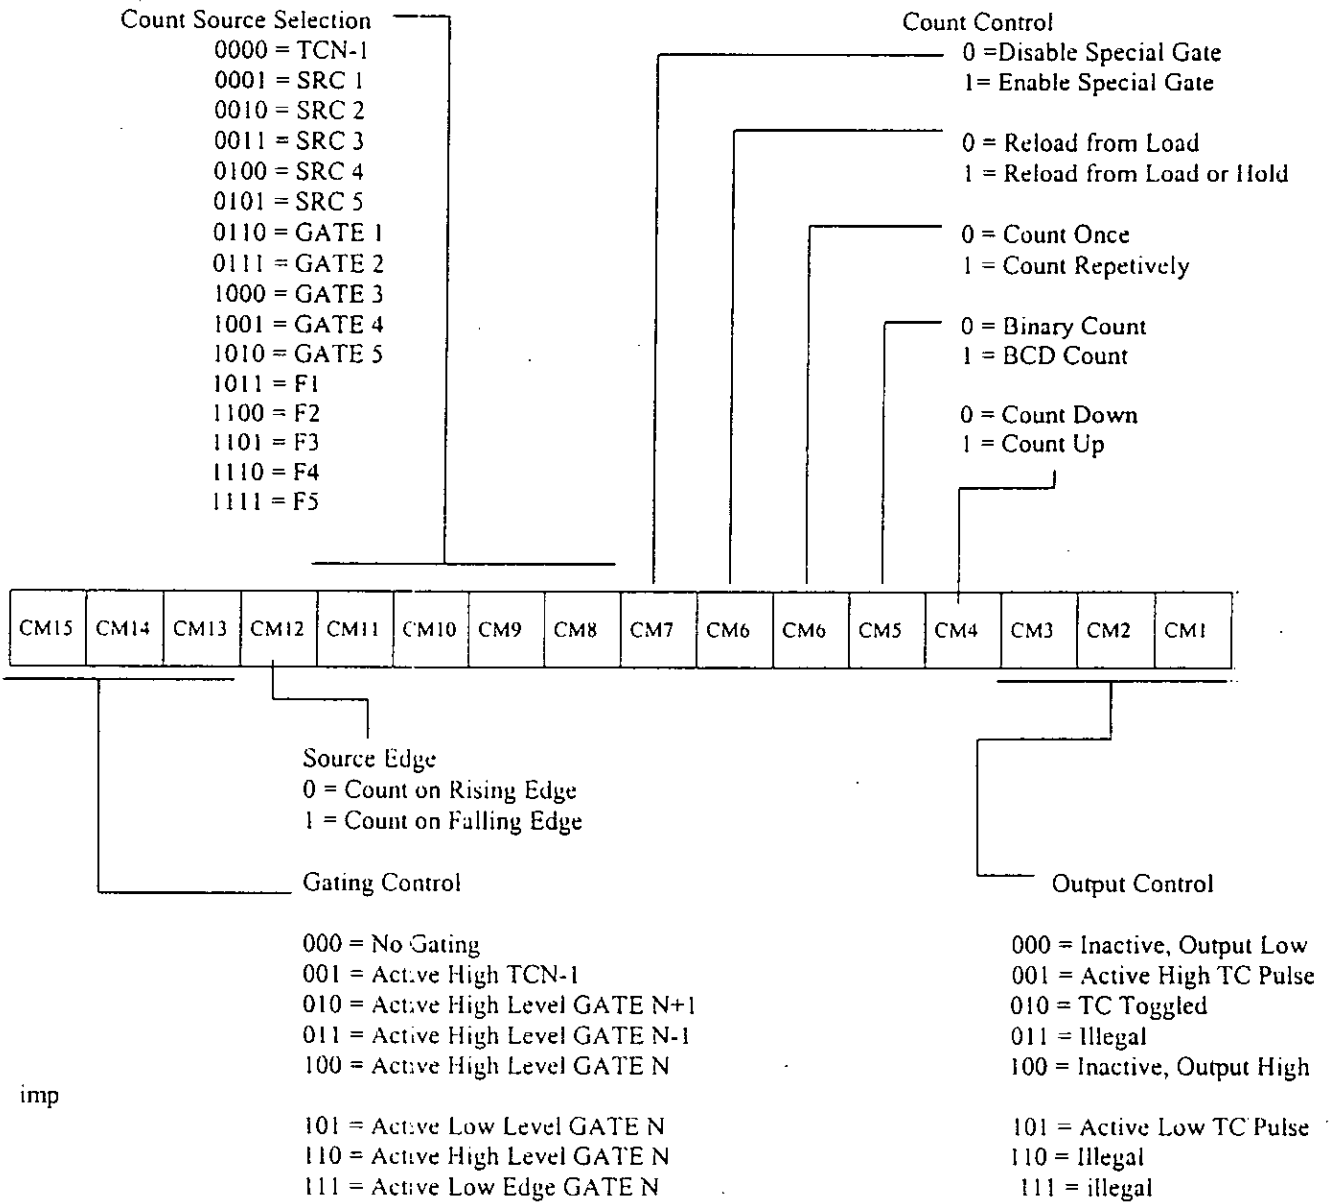 Count Source Selection
0000 = TCN-1
0001 = SRC 1
0010 = SRC 2
0011 = SRC 3
0100 = SRC 4
0101 = SRC 5
0110 = GATE 1
0111 = GATE 2
1000 = GATE 3
1001 = GATE 4
1010 = GATE 5
1011 = F1
1100 = F2
1101 = F3
1110 = F4
1111 = F5
Count Control
0 =Disable Special Gate
1= Enable Special Gate
0 = Reload from Load
1 = Reload from Load or Hold
0 = Count Once
1 = Count Repetively
0 = Binary Count
1 = BCD Count
0 = Count Down
1 = Count Up
CM15 CM14 CM13 CM12 CM11 CM10 CM9 CM8 CM7 CM6 CM6 CM5 CM4 CM3 CM2 CM1
Source Edge
0 = Count on Rising Edge
1 = Count on Falling Edge
Gating Control
000 = No Gating
001 = Active High TCN-1
010 = Active High Level GATE N+1
011 = Active High Level GATE N-1
100 = Active High Level GATE N
imp
101 = Active Low Level GATE N
110 = Active High Level GATE N
111 = Active Low Edge GATE N
Output Control
000 = Inactive, Output Low
001 = Active High TC Pulse
010 = TC Toggled
011 = Illegal
100 = Inactive, Output High
101 = Active Low TC Pulse
110 = Illegal
111 = illegal